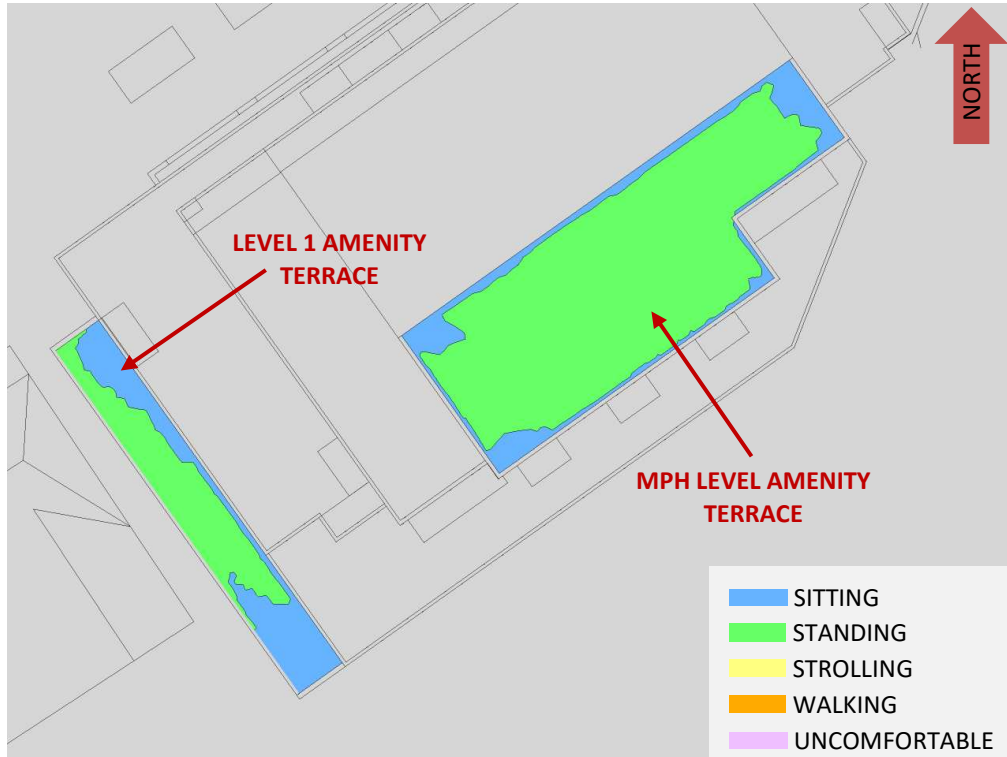 NORTH
LEVEL 1 AMENITY
TERRACE
MPH LEVEL AMENITY
TERRACE
SITTING
STANDING
STROLLING
WALKING
UNCOMFORTABLE